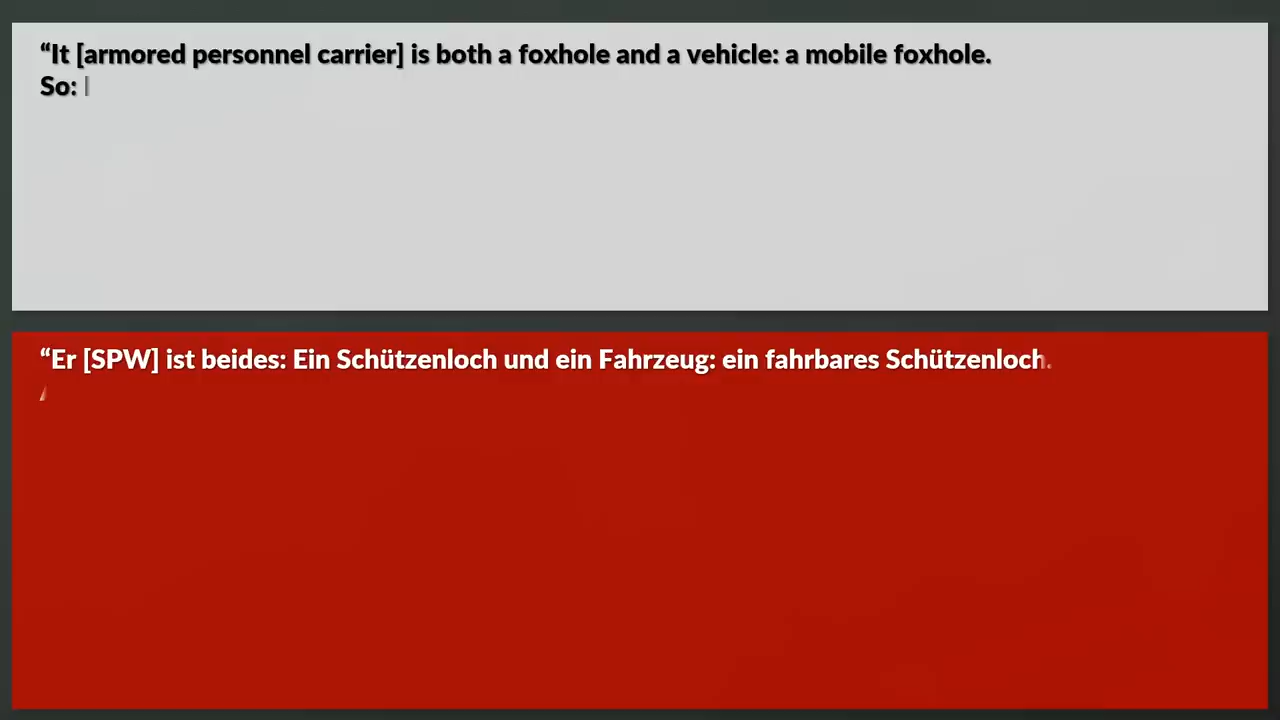 “It [armored personnel carrier] is both a foxhole and a vehicle: a mobile foxhole.
So:
“Er [SPW] ist beides: Ein Schützenloch und ein Fahrzeug: ein fahrbares Schützenloch.